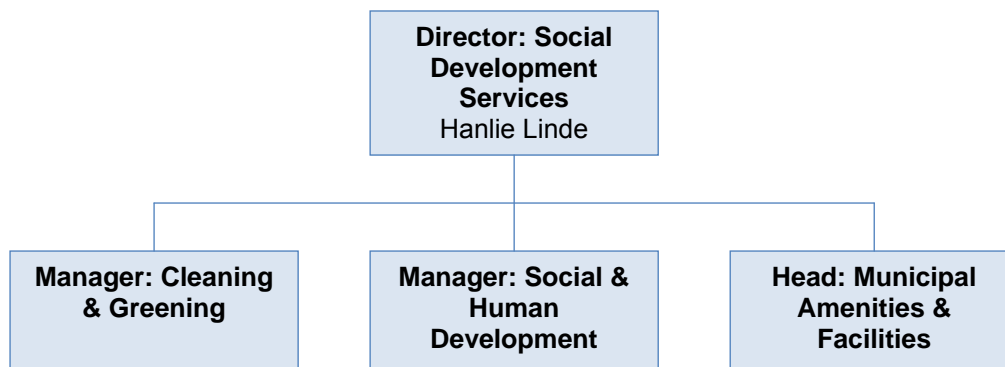 Director: Social
Development
Services
Hanlie Linde
Manager: Cleaning
& Greening
Manager: Social &
Human
Development
Head: Municipal
Amenities &
Facilities